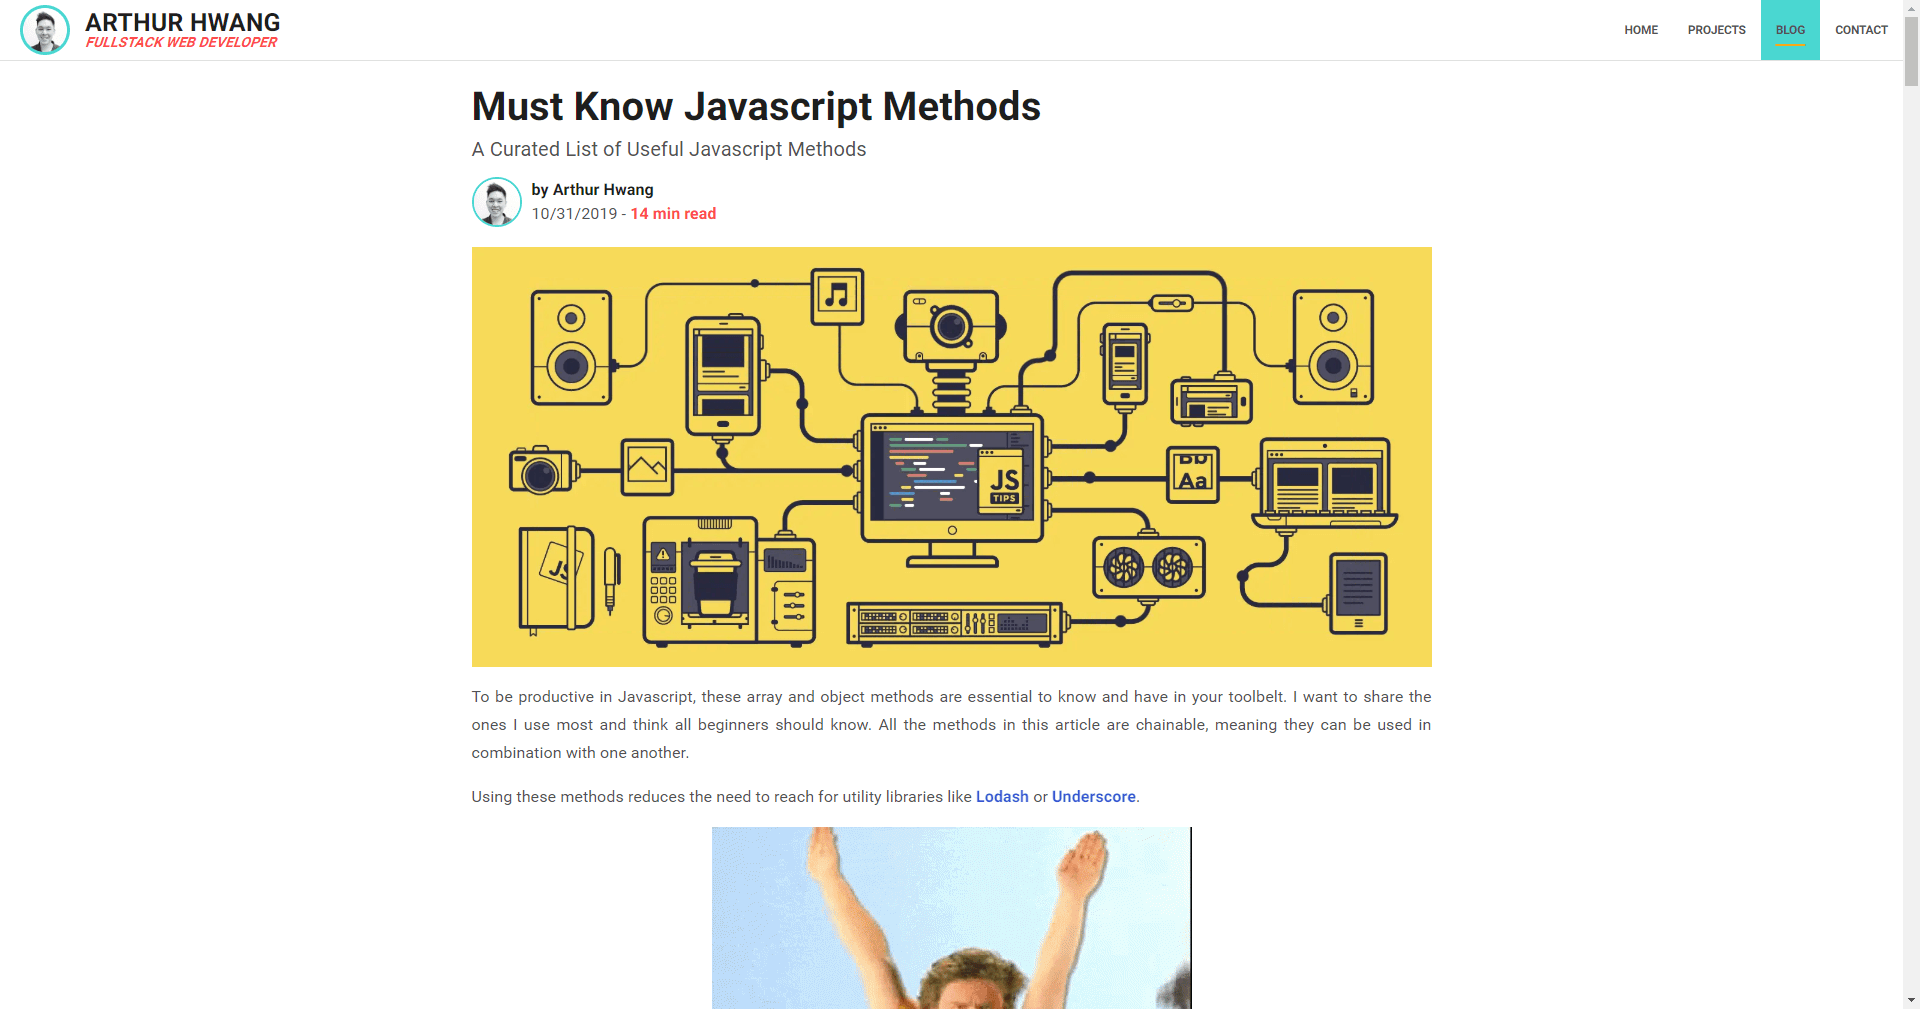 ARTHUR HWANG
FULLSTACK WEB DEVELOPER
HOME PROJECTS BLOG CONTACT
Must Know Javascript Methods
A Curated List of Useful Javascript Methods
by Arthur Hwang
10/31/2019 - 14 min read
JS
TIPS
Aa
JS
To be productive in Javascript, these array and object methods are essential to know and have in your toolbelt. I want to share the
ones I use most and think all beginners should know. All the methods in this article are chainable, meaning they can be used in
combination with one another.
Using these methods reduces the need to reach for utility libraries like Lodash or Underscore.